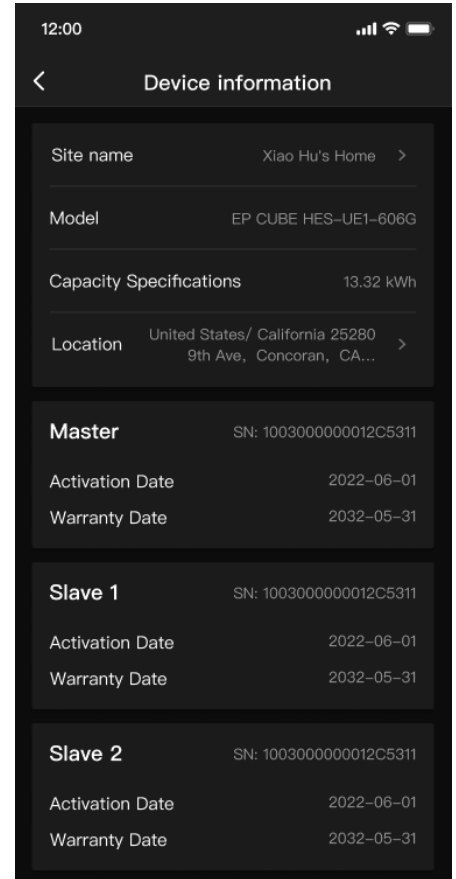 12:00
Device information
Site name Xiao Hu's Home >
Model EP CUBE HES-UE1-606G
Capacity Specifications 13.32 kWh
Location United States/ California 25280
9th Ave, Concoran, CA... >
Master SN: 1003000000012C5311
Activation Date 2022-06-01
Warranty Date 2032-05-31
Slave 1 SN: 1003000000012C5311
Activation Date 2022-06-01
Warranty Date 2032-05-31
Slave 2 SN: 1003000000012C5311
Activation Date 2022-06-01
Warranty Date 2032-05-31